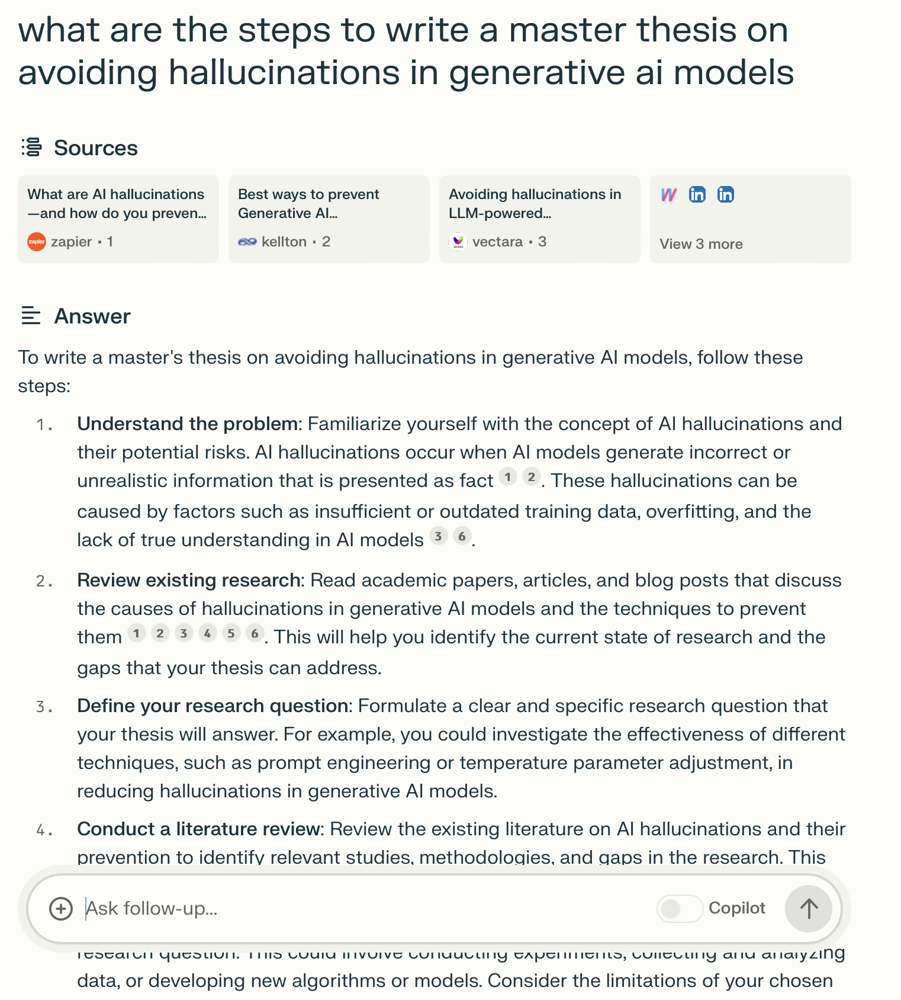 what are the steps to write a master thesis on
avoiding hallucinations in generative ai models
Sources
What are AI hallucinations
—and how do you preven...
zapier
zapier · 1
Best ways to prevent
Generative AI...
kellton · 2
Avoiding hallucinations in
LLM-powered...
vectara
vectara · 3
W in in
View 3 more
Answer
To write a master's thesis on avoiding hallucinations in generative AI models, follow these
steps:
1. Understand the problem: Familiarize yourself with the concept of AI hallucinations and
their potential risks. AI hallucinations occur when AI models generate incorrect or
unrealistic information that is presented as fact 1 2. These hallucinations can be
caused by factors such as insufficient or outdated training data, overfitting, and the
lack of true understanding in AI models 3 6.
2. Review existing research: Read academic papers, articles, and blog posts that discuss
the causes of hallucinations in generative AI models and the techniques to prevent
them 1 2 3 4 5 6. This will help you identify the current state of research and the
gaps that your thesis can address.
3. Define your research question: Formulate a clear and specific research question that
your thesis will answer. For example, you could investigate the effectiveness of different
techniques, such as prompt engineering or temperature parameter adjustment, in
reducing hallucinations in generative AI models.
4. Conduct a literature review: Review the existing literature on AI hallucinations and their
prevention to identify relevant studies, methodologies, and gaps in the research. This
Ask follow-up...
Copilot
research question. This could involve conducting experiments, collecting and analyzing
data, or developing new algorithms or models. Consider the limitations of your chosen